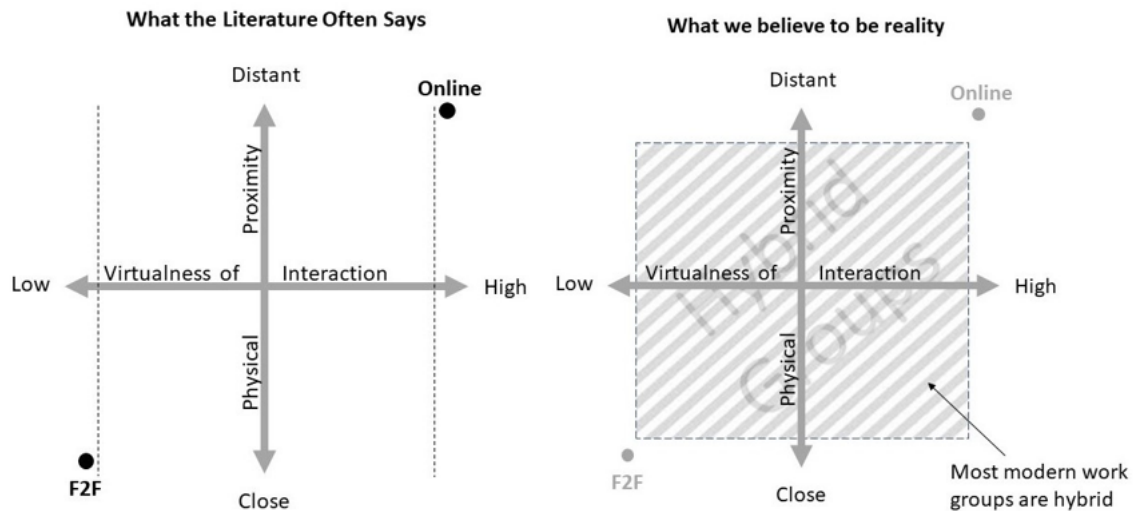 What the Literature Often Says
Distant
Online
Proximity
Low
Virtualness of
Interaction
High
Physical
F2F
Close
What we believe to be reality
Distant
Online
Proximity
Hybrid
Groups
Low
Virtualness of
Interaction
High
Physical
F2F
Close
Most modern work
groups are hybrid